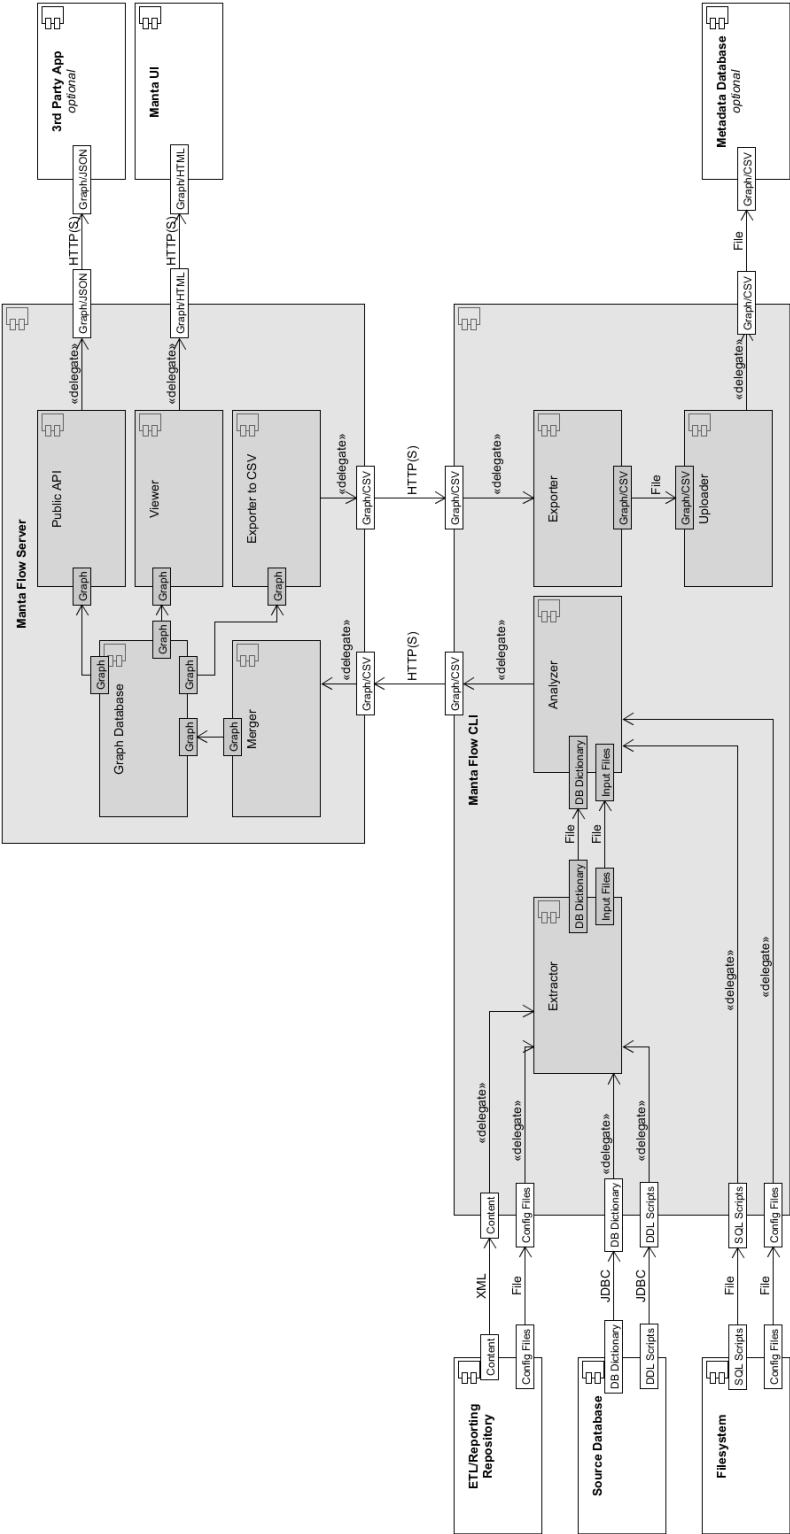 3rd Party App
optional
Manta UI
Metadata Database
optional
Graph/JSON
Graph/HTML
Graph/CSV
HTTP(S)
HTTP(S)
File
Graph/JSON
Graph/HTML
Graph/CSV
«delegate»
«delegate»
«delegate»
Manta Flow Server
Public API
Viewer
Exporter to CSV
«delegate»
Graph/CSV
HTTP(S)
Graph/CSV
«delegate»
Exporter
Graph/CSV
File
Graph/CSV
Uploader
Graph
Graph
Graph
Graph
Graph
Graph
Graph Database
Graph
Graph
Merger
«delegate»
Graph/CSV
HTTP(S)
Graph/CSV
«delegate»
Analyzer
Manta Flow CLI
DB Dictionary
Input Files
File
File
DB Dictionary
Input Files
Extractor
«delegate»
«delegate»
«delegate»
«delegate»
«delegate»
«delegate»
Content
Config Files
DB Dictionary
DDL Scripts
SQL Scripts
Config Files
XML
File
JDBC
JDBC
File
File
Content
Config Files
DB Dictionary
DDL Scripts
SQL Scripts
Config Files
ETL/Reporting
Repository
Source Database
Filesystem